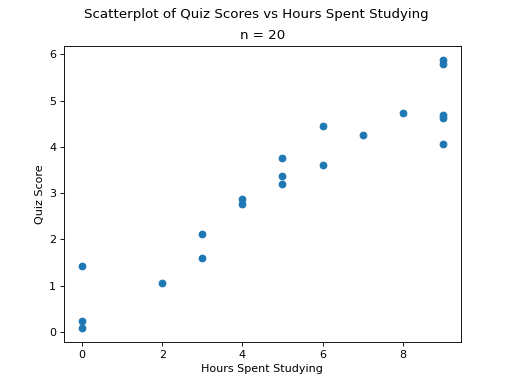 Scatterplot of Quiz Scores vs Hours Spent Studying
n = 20
6
5
4
3
2
1
0
Quiz Score
0 2 4 6 8
Hours Spent Studying